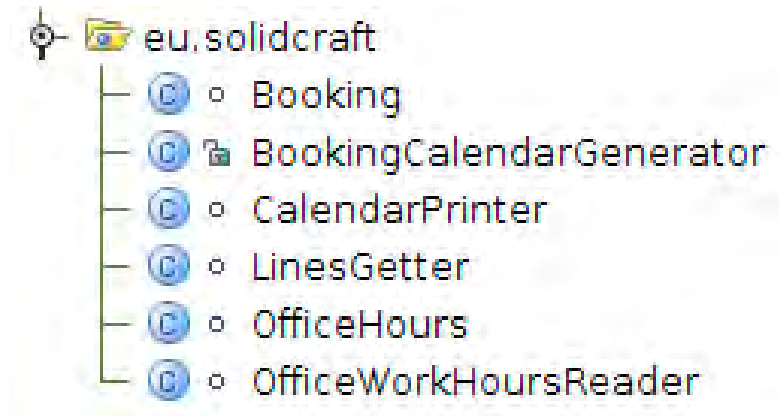 eu.solidcraft
Booking
BookingCalendarGenerator
CalendarPrinter
LinesGetter
OfficeHours
OfficeWorkHoursReader